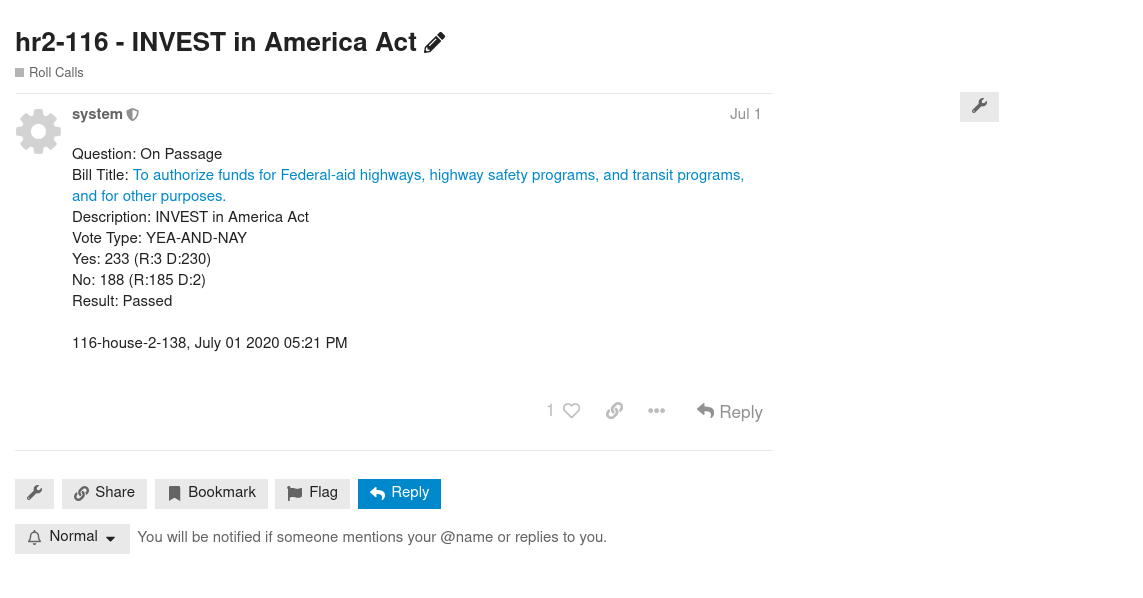 hr2-116 - INVEST in America Act
Roll Calls
system
Jul 1
Question: On Passage
Bill Title: To authorize funds for Federal-aid highways, highway safety programs, and transit programs,
and for other purposes.
Description: INVEST in America Act
Vote Type: YEA-AND-NAY
Yes: 233 (R:3 D:230)
No: 188 (R:185 D:2)
Result: Passed
116-house-2-138, July 01 2020 05:21 PM
1
Reply
Share
Bookmark
Flag
Reply
Normal
You will be notified if someone mentions your @name or replies to you.